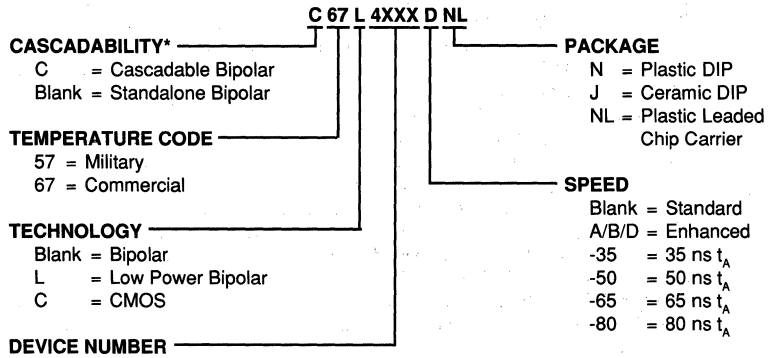 C 67 L 4XXX D NL
CASCADABILITY*
C = Cascadable Bipolar
Blank = Standalone Bipolar
TEMPERATURE CODE
57 = Military
67 = Commercial
TECHNOLOGY
Blank = Bipolar
L = Low Power Bipolar
C = CMOS
DEVICE NUMBER
PACKAGE
N = Plastic DIP
J = Ceramic DIP
NL = Plastic Leaded
Chip Carrier
SPEED
Blank = Standard
A/B/D = Enhanced
-35 = 35 ns tA
-50 = 50 ns tA
-65 = 65 ns tA
-80 = 80 ns tA